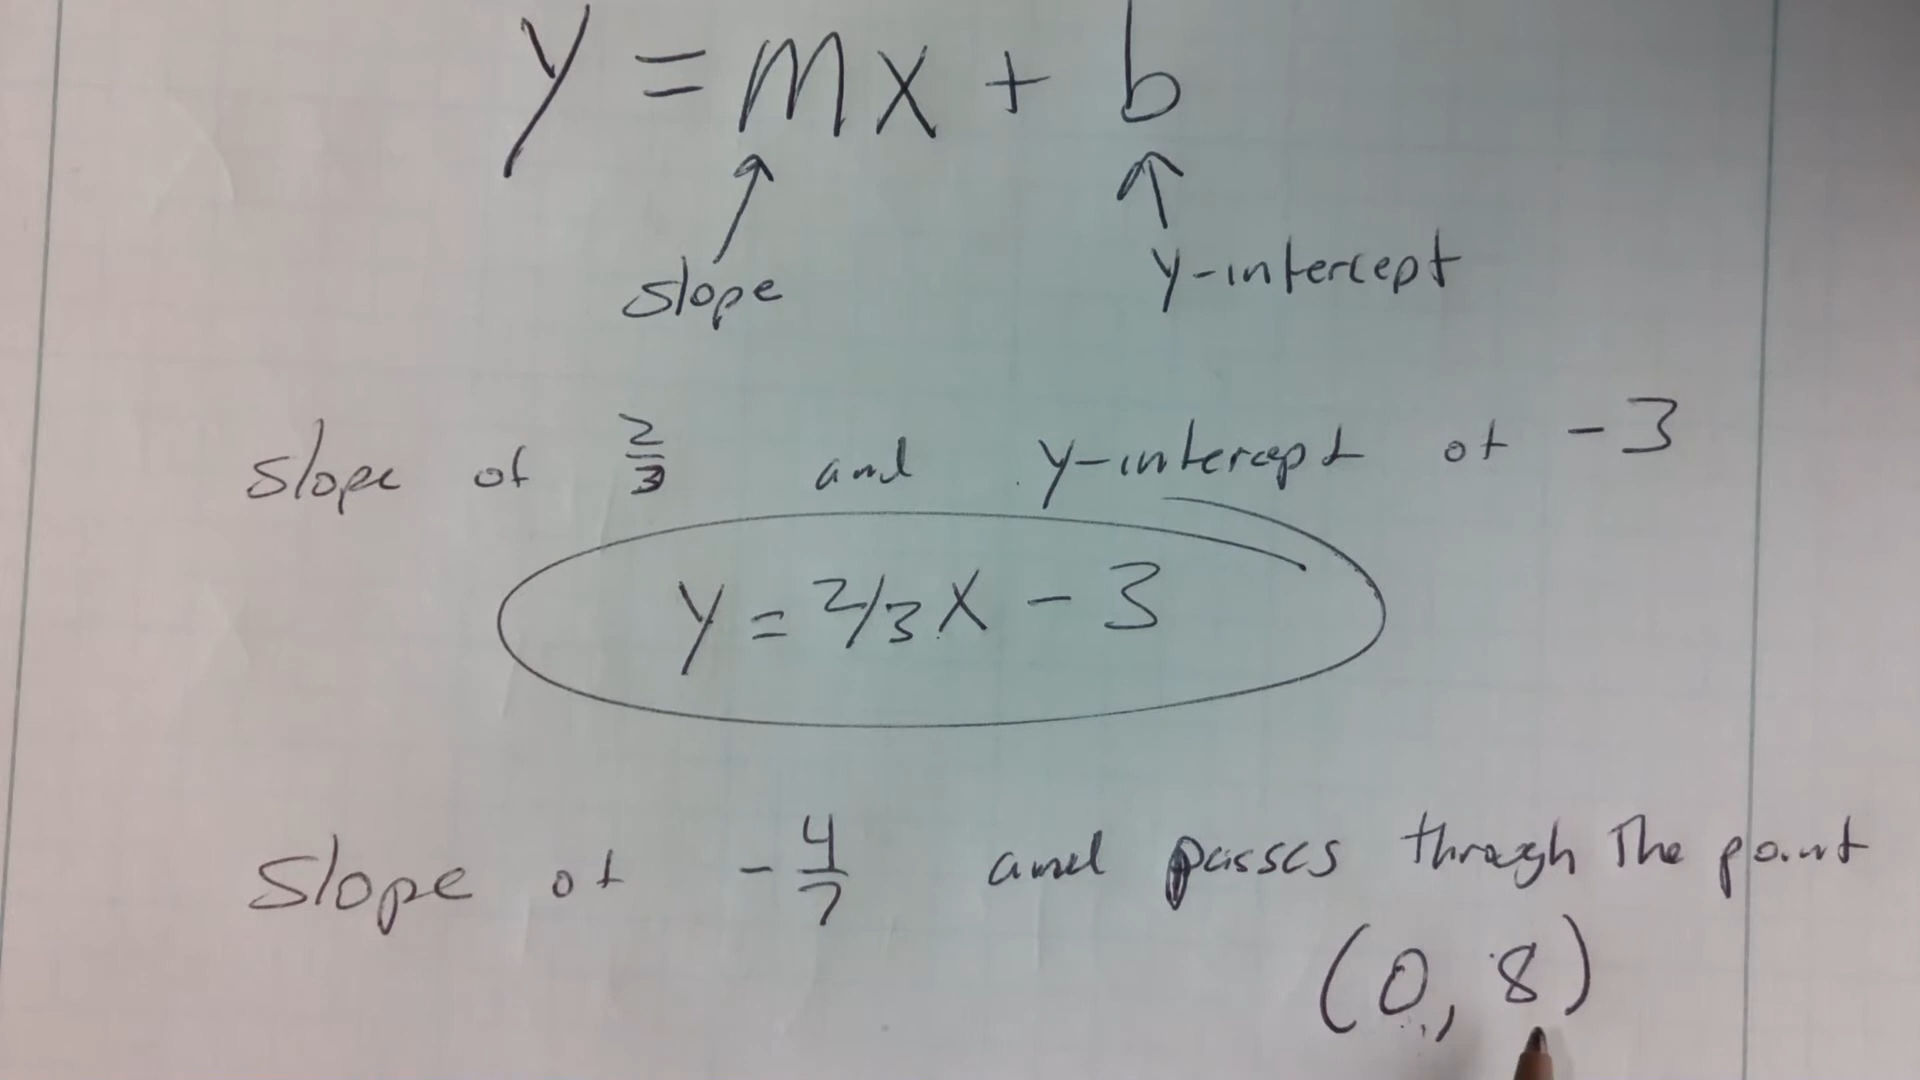 y = mx + b
slope y-intercept
slope of 2/3 and y-intercept of -3
y = 2/3 x - 3
slope of -4/7 and passes through the point
(0, 8)